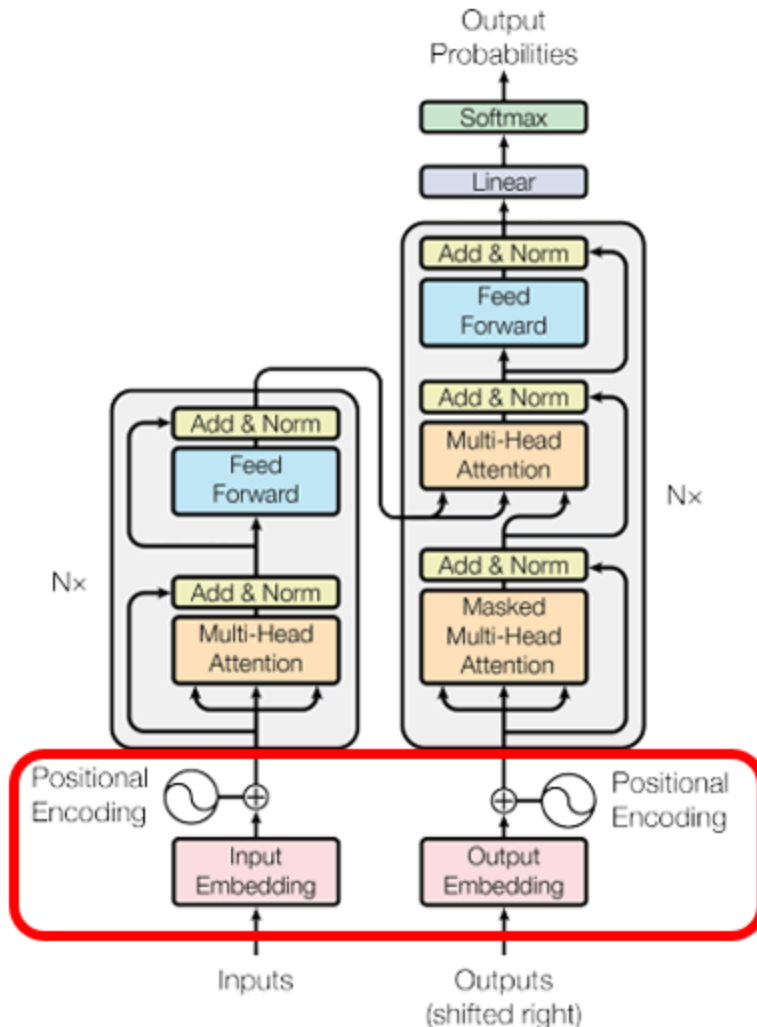 Output
Probabilities
Softmax
Linear
Add & Norm
Feed
Forward
Add & Norm
Multi-Head
Attention
Nx
Add & Norm
Masked
Multi-Head
Attention
Add & Norm
Feed
Forward
Nx
Add & Norm
Multi-Head
Attention
Positional
Encoding
Input
Embedding
Inputs
Positional
Encoding
Output
Embedding
Outputs
(shifted right)